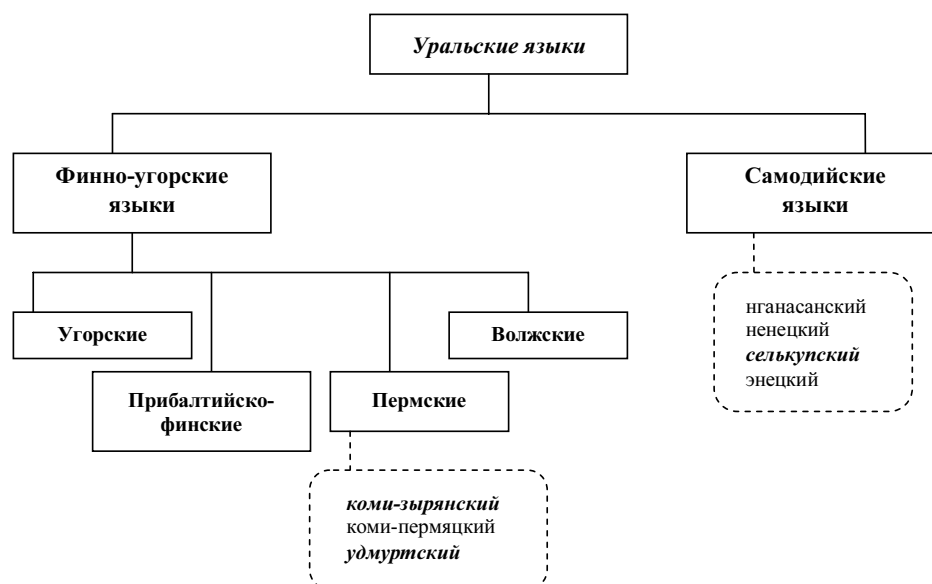 Уральские языки
Финно-угорские
языки
Самодийские
языки
Угорские
Прибалтийско-
финские
Пермские
Волжские
нганасанский
ненецкий
селькупский
энецкий
коми-зырянский
коми-пермяцкий
удмуртский